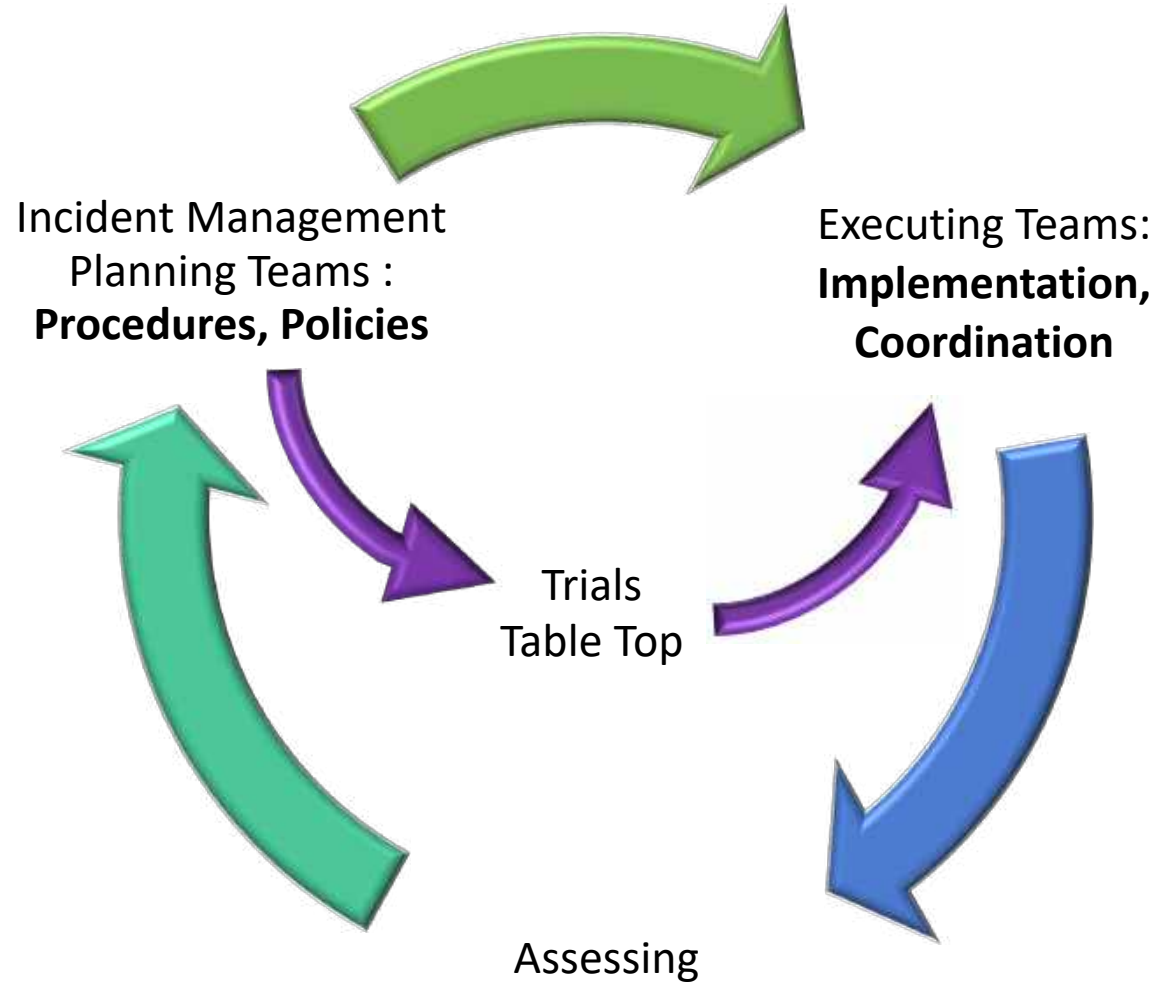 Incident Management
Planning Teams :
Procedures, Policies
Executing Teams:
Implementation,
Coordination
Trials
Table Top
Assessing